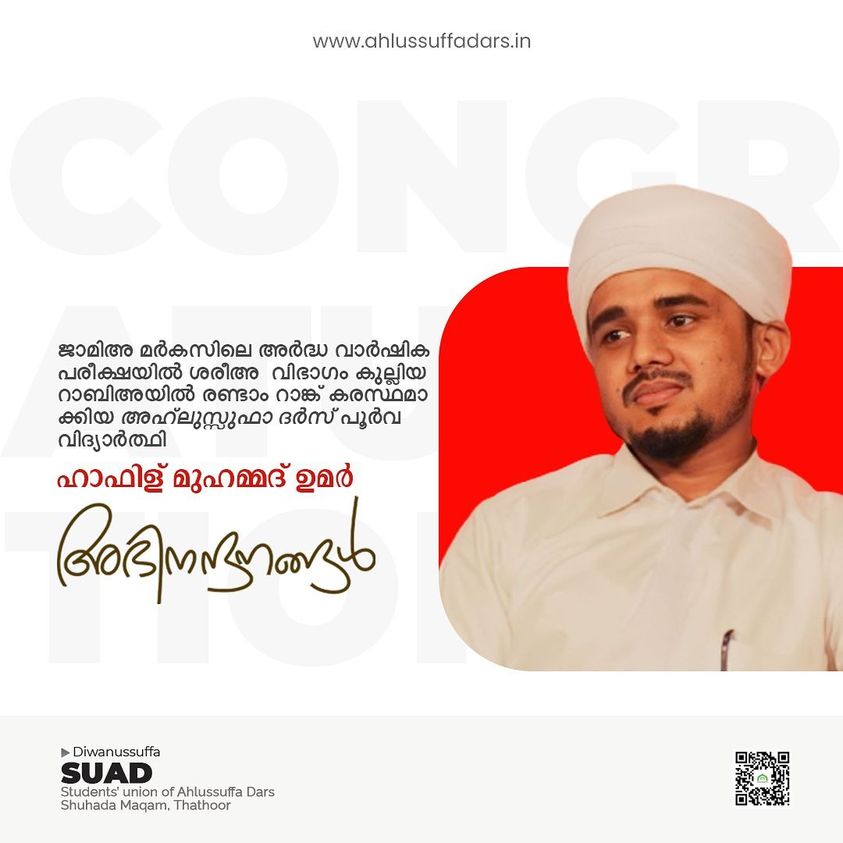 www.ahlussuffadars.in
CONGR
ATU
TION
ജാമിഅ മർകസിലെ അർദ്ധ വാർഷിക
പരീക്ഷയിൽ ശരീഅ വിഭാഗം കുല്ലിയ
റാബിഅയിൽ രണ്ടാം റാങ്ക് കരസ്ഥമാ
ക്കിയ അഹ്‌ലുസ്സുഫാ ദർസ് പൂർവ
വിദ്യാർത്ഥി
ഹാഫിള് മുഹമ്മദ് ഉമർ
അഭിനന്ദനങ്ങൾ
Diwanussuffa
SUAD
Students' union of Ahlussuffa Dars
Shuhada Maqam, Thathoor